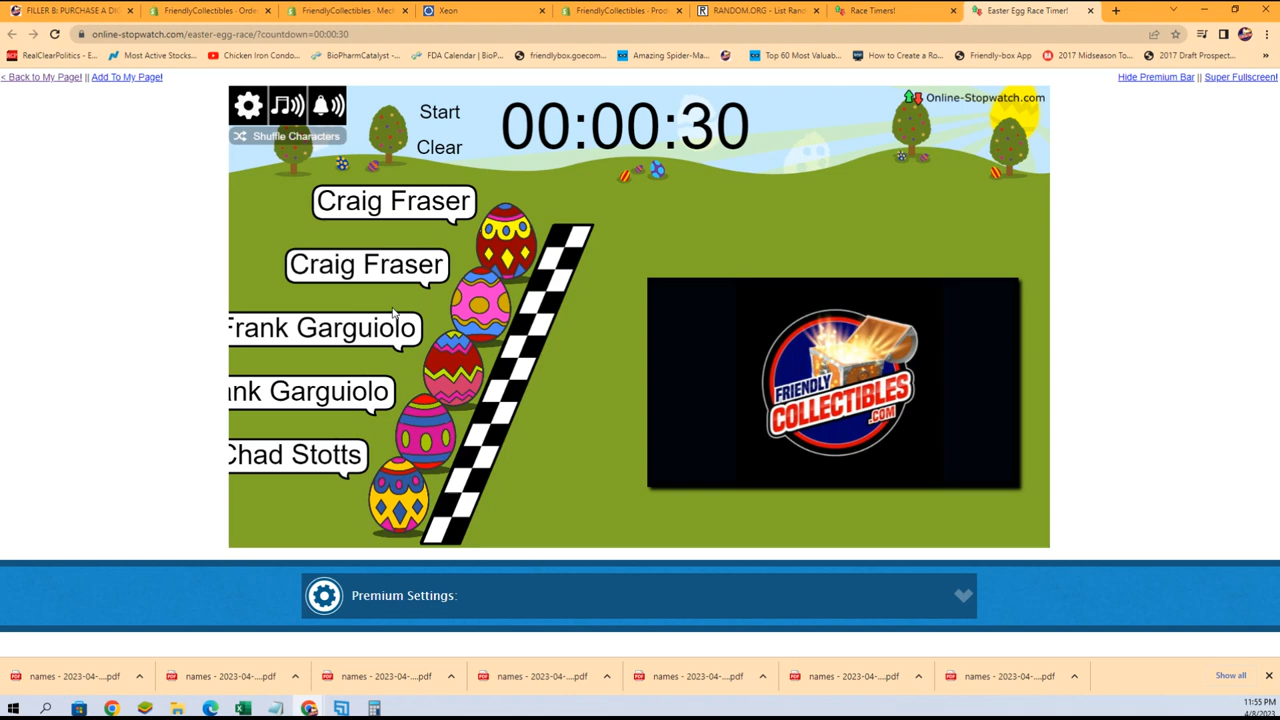 FILLER B: PURCHASE A DI
FriendlyCollectibles - Orde
FriendlyCollectibles - Mec
Xeon
FriendlyCollectibles - Prod
RANDOM.ORG - List Rand
Race Timers!
Easter Egg Race Timer!
online-stopwatch.com/easter-egg-race/?countdown=00:00:30
RealClearPolitics - E...
Most Active Stocks...
Chicken Iron Condo...
BioPharmCatalyst -...
FDA Calendar | BioP...
friendlybox.goecom...
Amazing Spider-Ma...
Top 60 Most Valuab...
How to Create a Ro...
Friendly-box App
2017 Midseason To...
2017 Draft Prospect...
< Back to My Page! || Add To My Page!
Hide Premium Bar || Super Fullscreen!
Shuffle Characters
Start
Clear
00:00:30
Online-Stopwatch.com
Craig Fraser
Craig Fraser
Frank Garguiolo
nk Garguiolo
Chad Stotts
FRIENDLY
COLLECTIBLES
.COM
Premium Settings:
names - 2023-04-....pdf
names - 2023-04-....pdf
names - 2023-04-....pdf
names - 2023-04-....pdf
names - 2023-04-....pdf
names - 2023-04-....pdf
names - 2023-04-....pdf
Show all
11:55 PM
4/8/2023